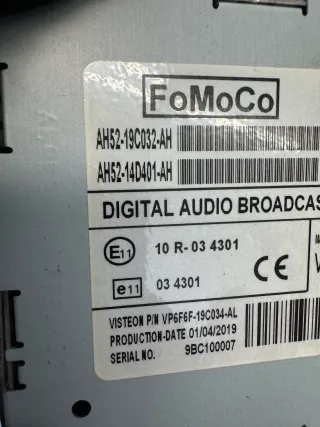 FoMoCo
AH52-19C032-AH
AH52-14D401-AH
DIGITAL AUDIO BROADCAS
E11 10 R-03 4301
e11 03 4301
CE
VISTEON P/N VP6F6F-19C034-AL
PRODUCTION-DATE 01/04/2019
SERIAL NO. 9BC100007